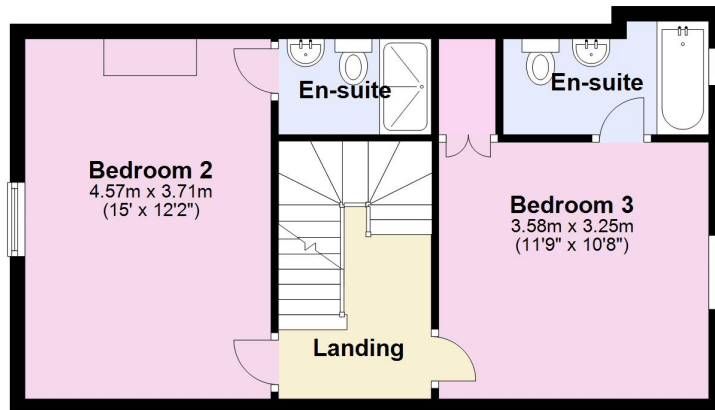 En-suite
En-suite
Bedroom 2
4.57m x 3.71m
(15' x 12'2")
Bedroom 3
3.58m x 3.25m
(11'9" x 10'8")
Landing